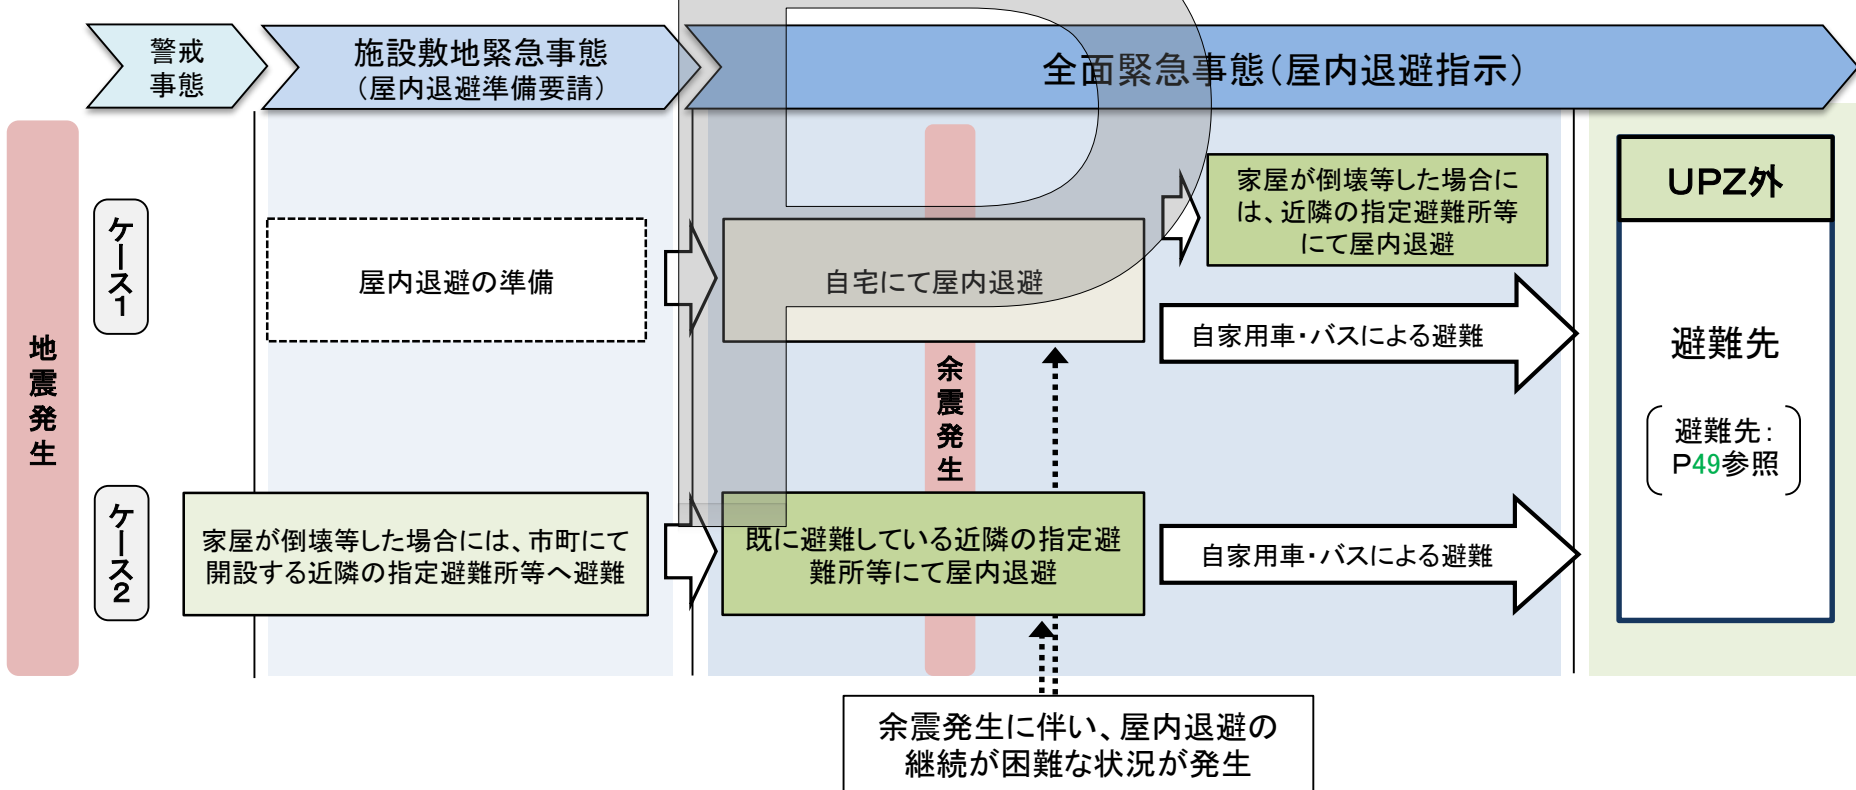 警戒
事態
施設敷地緊急事態
（屋内退避準備要請）
全面緊急事態（屋内退避指示）
地震発生
ケース1
屋内退避の準備
自宅にて屋内退避
家屋が倒壊等した場合に
は、近隣の指定避難所等
にて屋内退避
自家用車・バスによる避難
余震発生
UPZ外
避難先
避難先：
P49参照
ケース2
家屋が倒壊等した場合には、市町にて
開設する近隣の指定避難所等へ避難
既に避難している近隣の指定避
難所等にて屋内退避
自家用車・バスによる避難
余震発生に伴い、屋内退避の
継続が困難な状況が発生